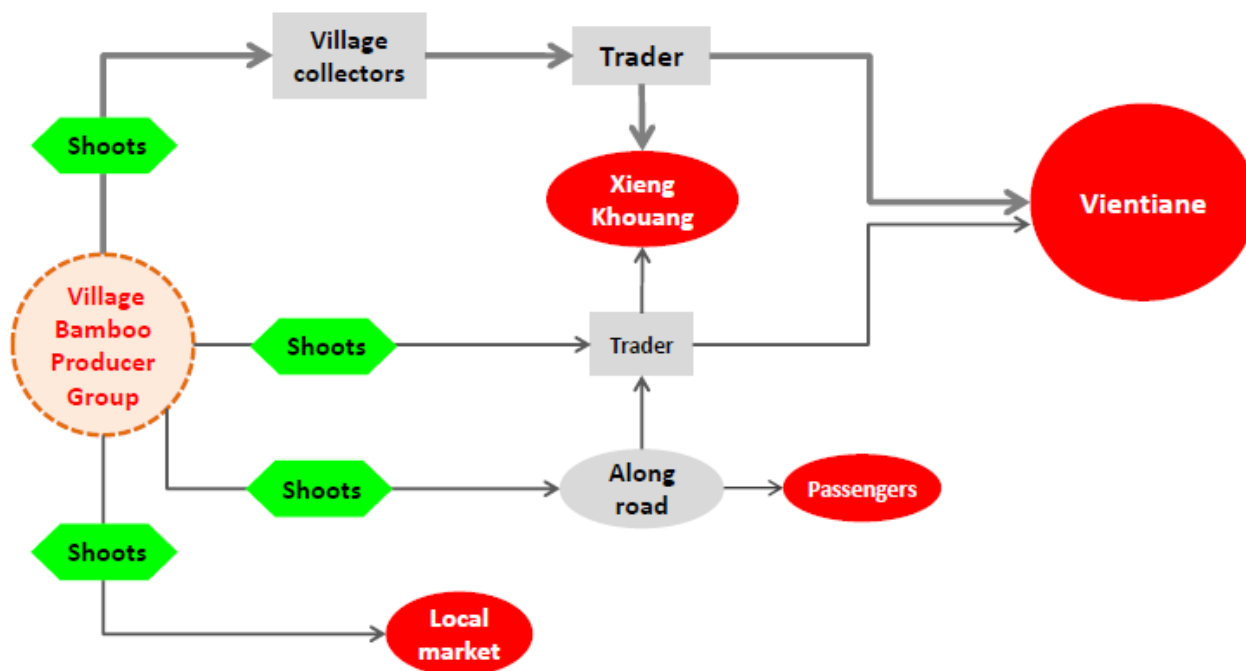 Village
collectors
Trader
Shoots
Xieng
Khouang
Vientiane
Village
Bamboo
Producer
Group
Shoots
Trader
Shoots
Along
road
Passengers
Shoots
Local
market